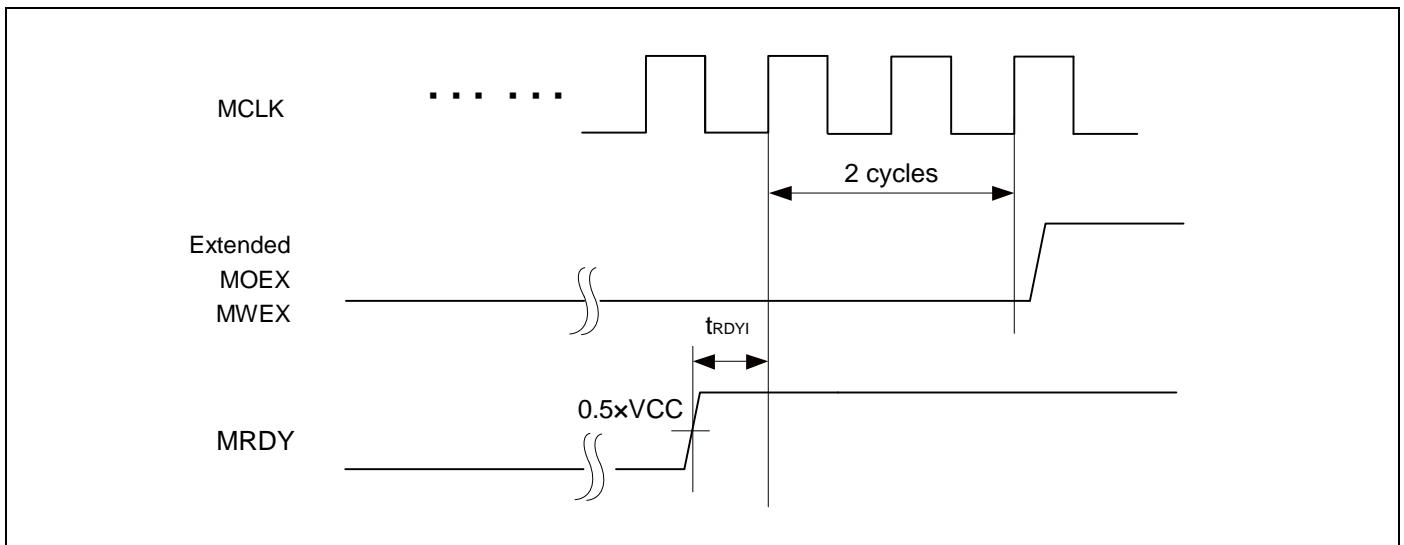 MCLK
... ...
2 cycles
Extended
MOEX
MWEX
tRDYI
0.5×VCC
MRDY